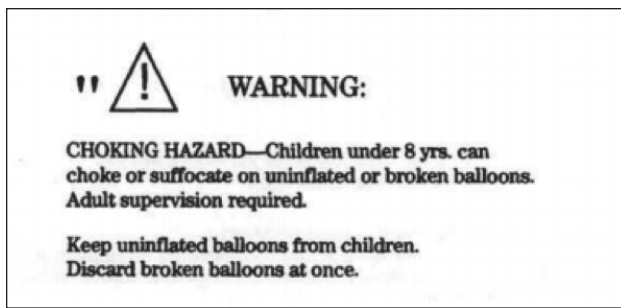 " ⚠ WARNING:
CHOKING HAZARD—Children under 8 yrs. can
choke or suffocate on uninflated or broken balloons.
Adult supervision required.
Keep uninflated balloons from children.
Discard broken balloons at once.